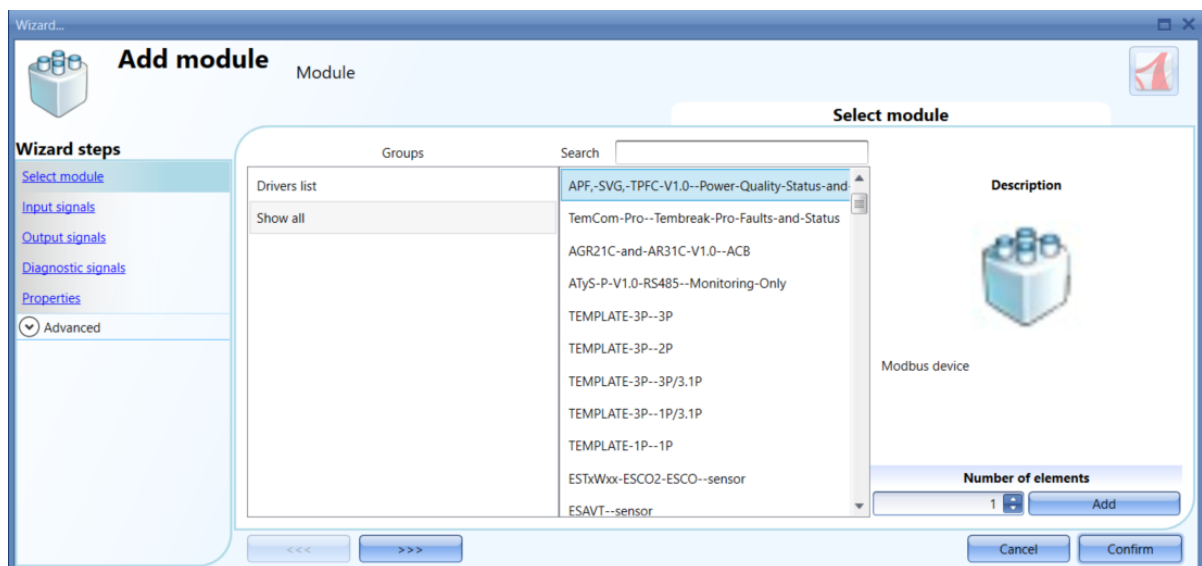 Wizard...
Add module
Module
Select module
Wizard steps
Select module
Input signals
Output signals
Diagnostic signals
Properties
Advanced
Groups
Drivers list
Show all
Search
APF,-SVG,-TPFC-V1.0--Power-Quality-Status-and-
TemCom-Pro--Tembreak-Pro-Faults-and-Status
AGR21C-and-AR31C-V1.0--ACB
ATyS-P-V1.0-RS485--Monitoring-Only
TEMPLATE-3P--3P
TEMPLATE-3P--2P
TEMPLATE-3P--3P/3.1P
TEMPLATE-3P--1P/3.1P
TEMPLATE-1P--1P
ESTxWxx-ESCO2-ESCO--sensor
ESAVT--sensor
Description
Modbus device
Number of elements
1
Add
<<<
>>>
Cancel
Confirm